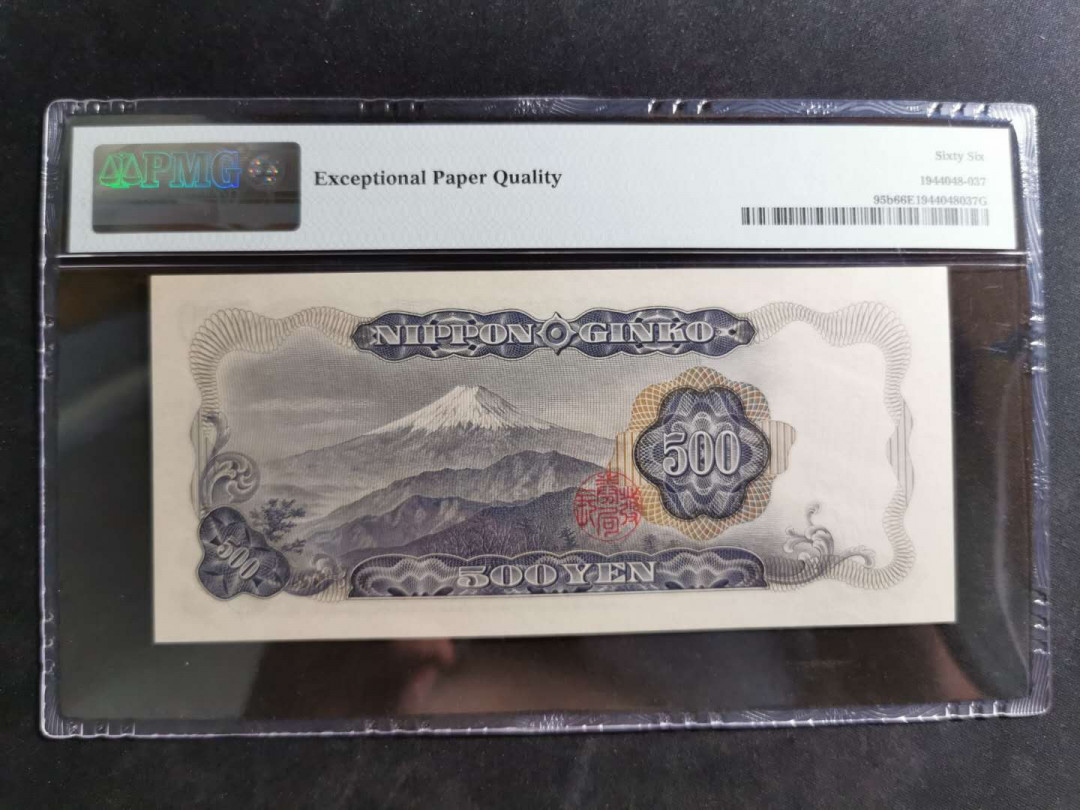 PMG
Exceptional Paper Quality
Sixty Six
1944048-037
95b66E1944048037G
NIPPON GINKO
500
500
500 YEN